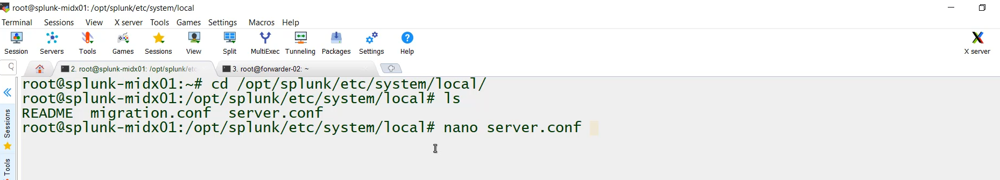 root@splunk-midx01: /opt/splunk/etc/system/local
Terminal Sessions View X server Tools Games Settings Macros Help
Session Servers Tools Games Sessions View Split MultiExec Tunneling Packages Settings Help X server
2. root@splunk-midx01: /opt/splunk/etc 3. root@forwarder-02: ~
root@splunk-midx01:~# cd /opt/splunk/etc/system/local/
root@splunk-midx01:/opt/splunk/etc/system/local# ls
README migration.conf server.conf
root@splunk-midx01:/opt/splunk/etc/system/local# nano server.conf
Sessions
Tools